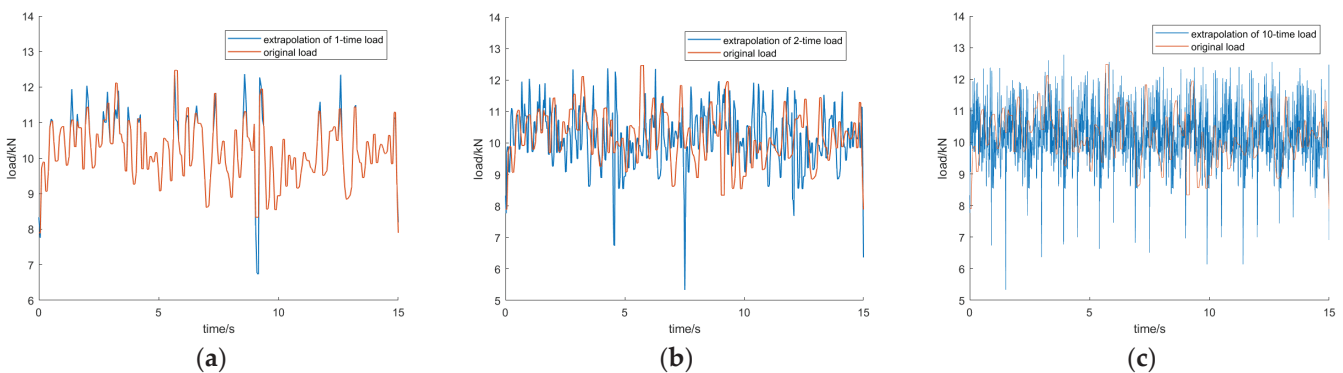 14
13
12
11
10
9
8
7
6
load/kN
extrapolation of 1-time load
original load
0
5
10
15
time/s
(a)
14
13
12
11
10
9
8
7
6
5
load/kN
extrapolation of 2-time load
original load
0
5
10
15
time/s
(b)
14
13
12
11
10
9
8
7
6
5
load/kN
extrapolation of 10-time load
original load
0
5
10
15
time/s
(c)